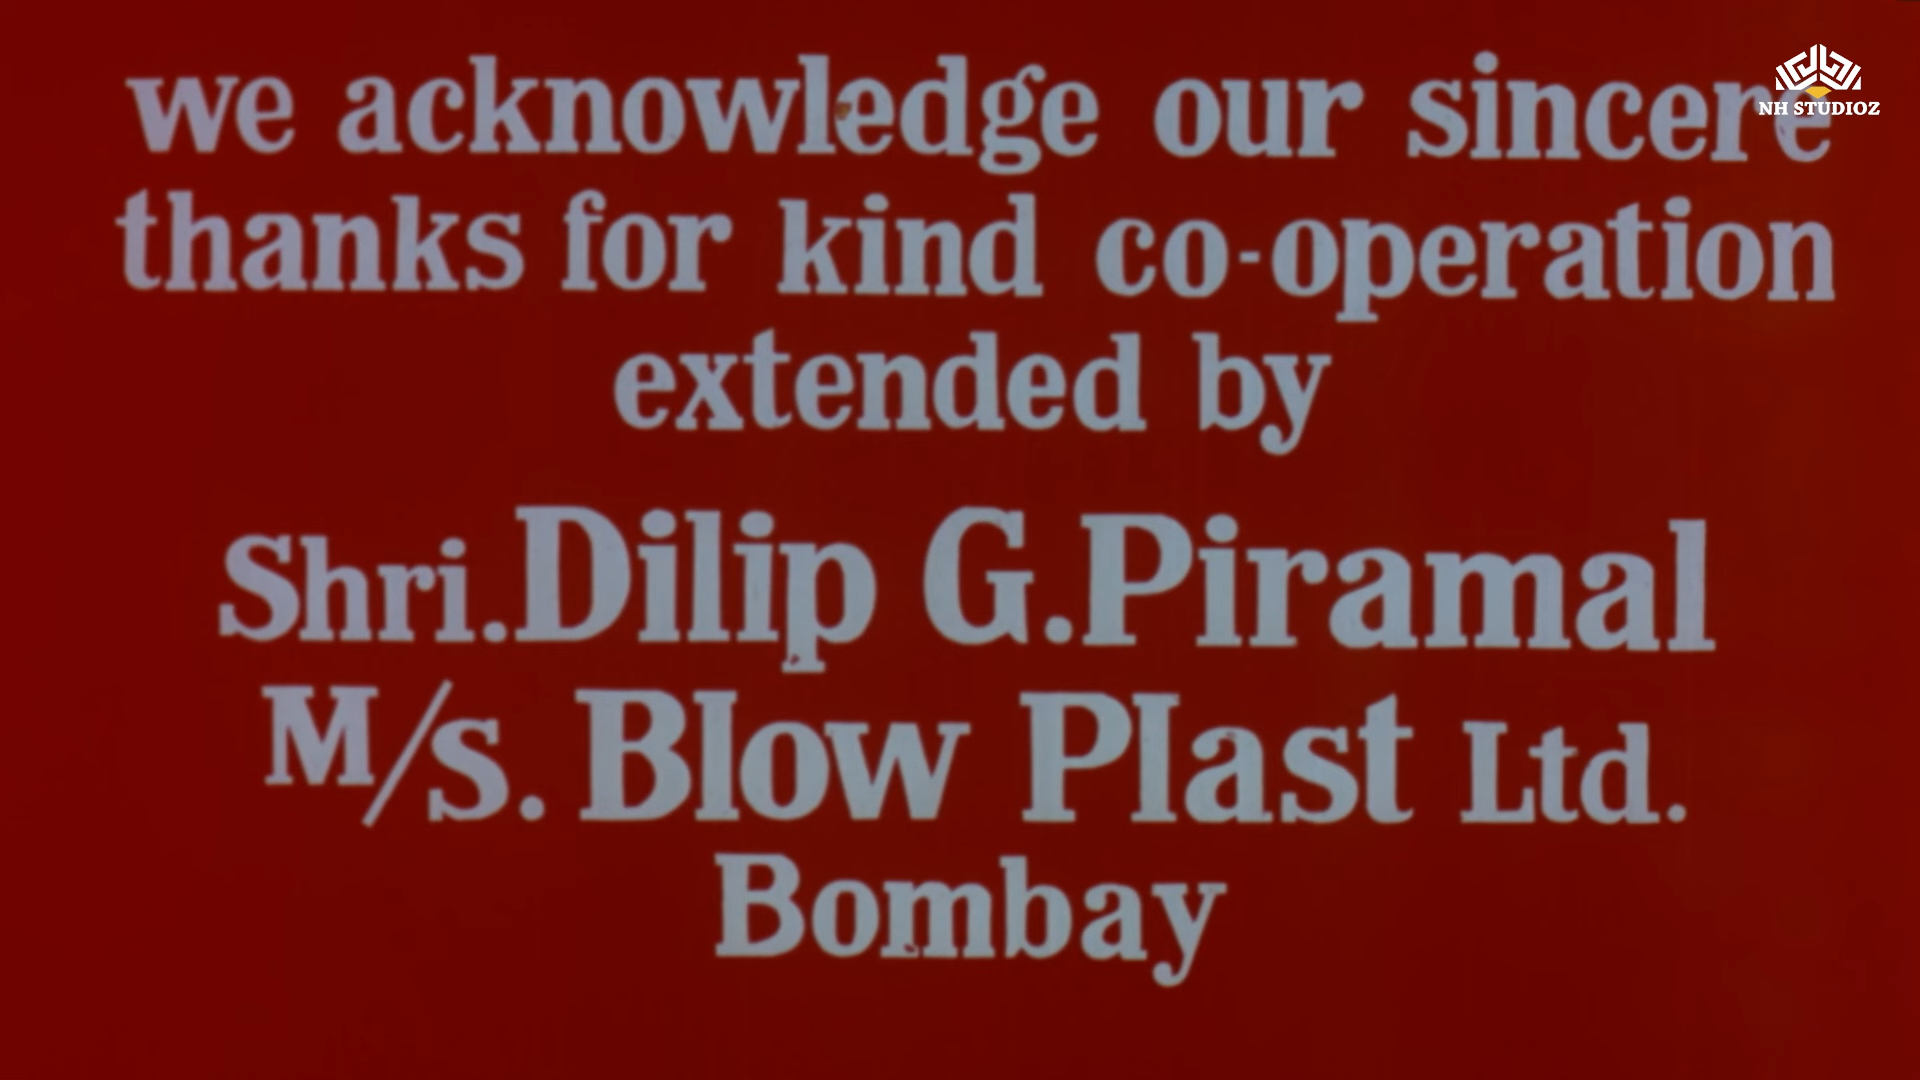 we acknowledge our sincere
thanks for kind co-operation
extended by
Shri. Dilip G. Piramal
M/s. Blow Plast Ltd.
Bombay
NH STUDIOZ